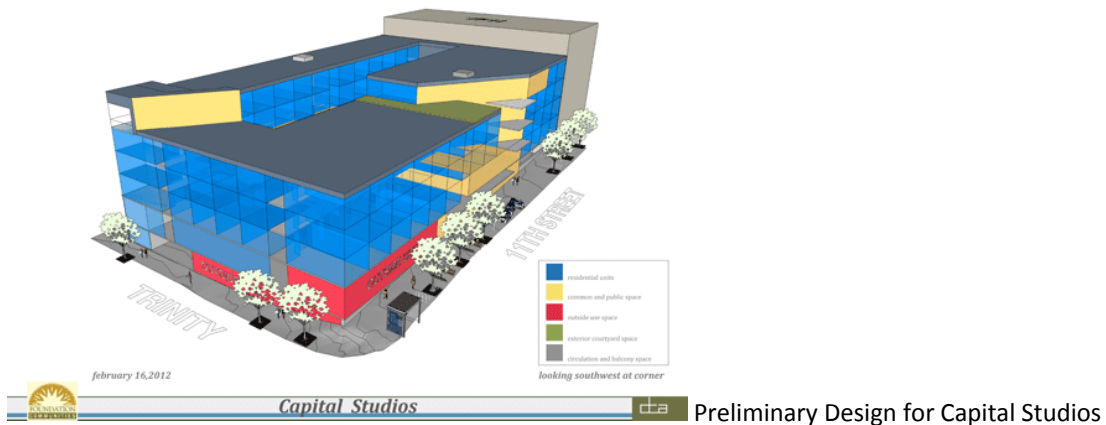 11TH STREET
TRINITY
residential units
common and public space
outside use space
exterior courtyard space
circulation and balcony space
february 16,2012
looking southwest at corner
FOUNDATION
COMMUNITIES
Capital Studios
dca
Preliminary Design for Capital Studios